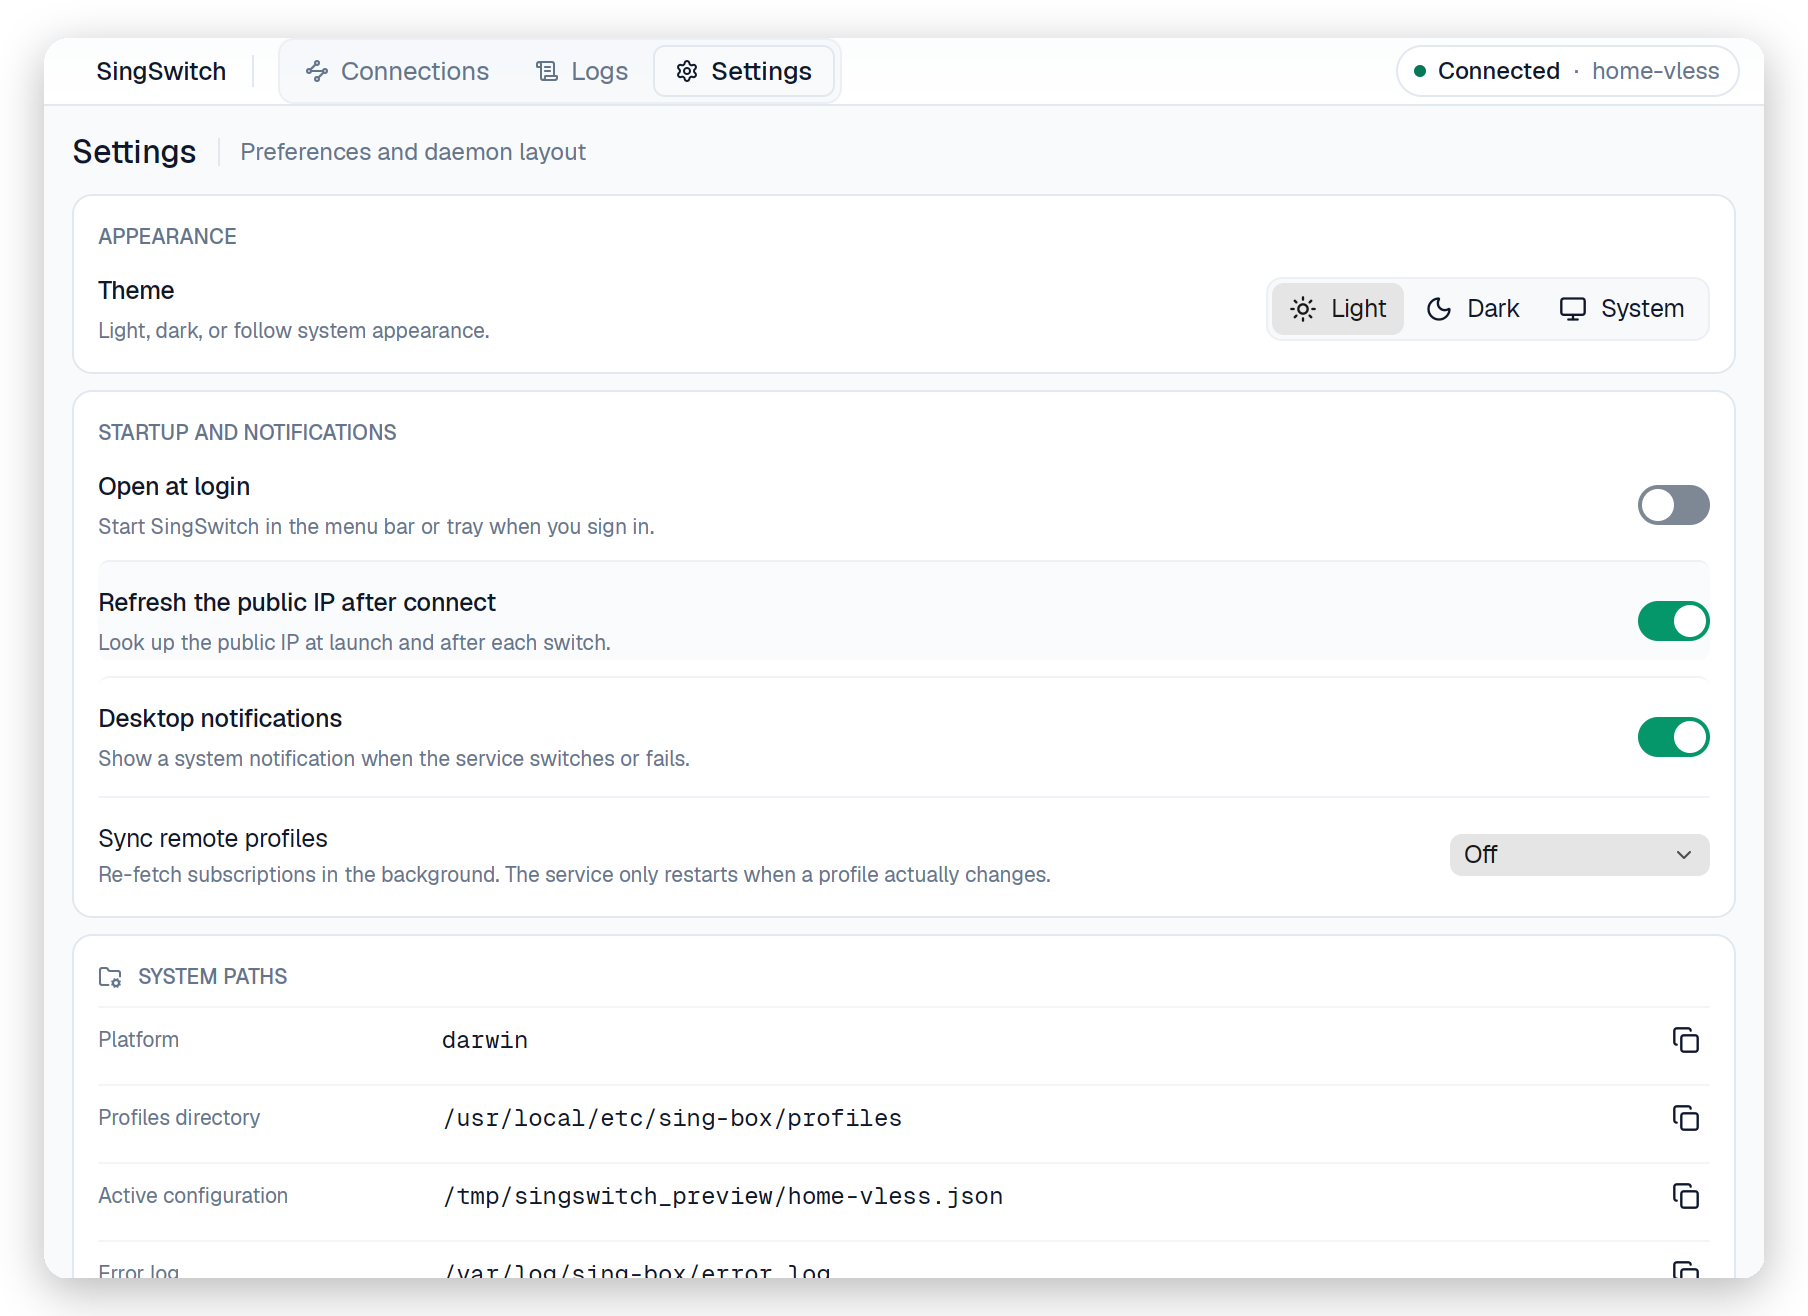 SingSwitch
Connections
Logs
Settings
Connected · home-vless
Settings
Preferences and daemon layout
APPEARANCE
Theme
Light, dark, or follow system appearance.
Light
Dark
System
STARTUP AND NOTIFICATIONS
Open at login
Start SingSwitch in the menu bar or tray when you sign in.
Refresh the public IP after connect
Look up the public IP at launch and after each switch.
Desktop notifications
Show a system notification when the service switches or fails.
Sync remote profiles
Re-fetch subscriptions in the background. The service only restarts when a profile actually changes.
Off
SYSTEM PATHS
Platform
darwin
Profiles directory
/usr/local/etc/sing-box/profiles
Active configuration
/tmp/singswitch_preview/home-vless.json
Error log
/var/log/sing-box/error.log